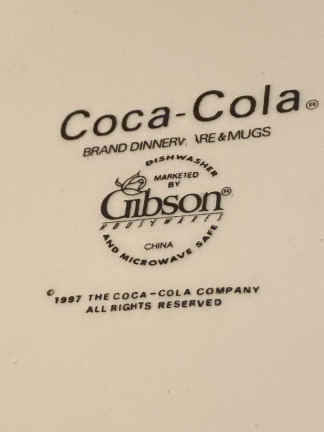 Coca-Cola®
BRAND DINNERW ARE & MUGS
DISHWASHER
MARKETED
BY
Gibson®
HOUSEWARES
CHINA
AND MICROWAVE SAFE
© 1997 THE COCA-COLA COMPANY
ALL RIGHTS RESERVED